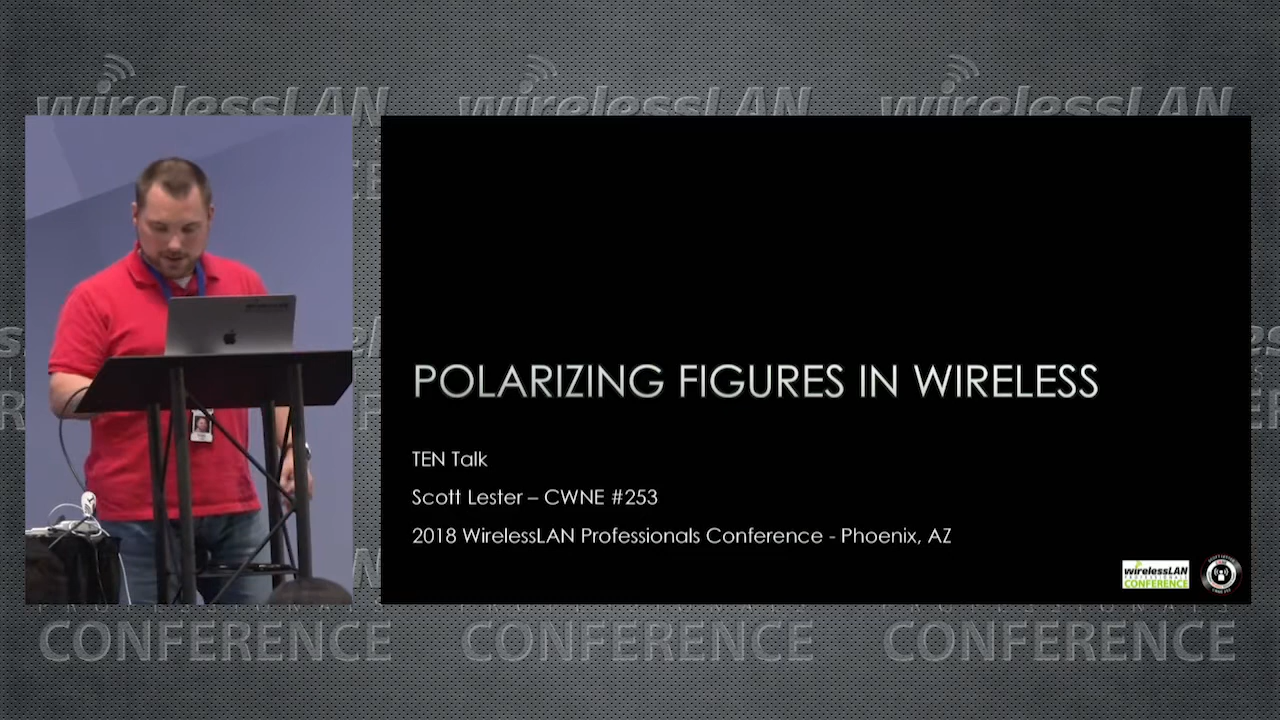 wirelessLAN wirelessLAN wirelessLAN
POLARIZING FIGURES IN WIRELESS
TEN Talk
Scott Lester – CWNE #253
2018 WirelessLAN Professionals Conference - Phoenix, AZ
wirelessLAN
PROFESSIONALS
CONFERENCE
CONFERENCE CONFERENCE CONFERENCE